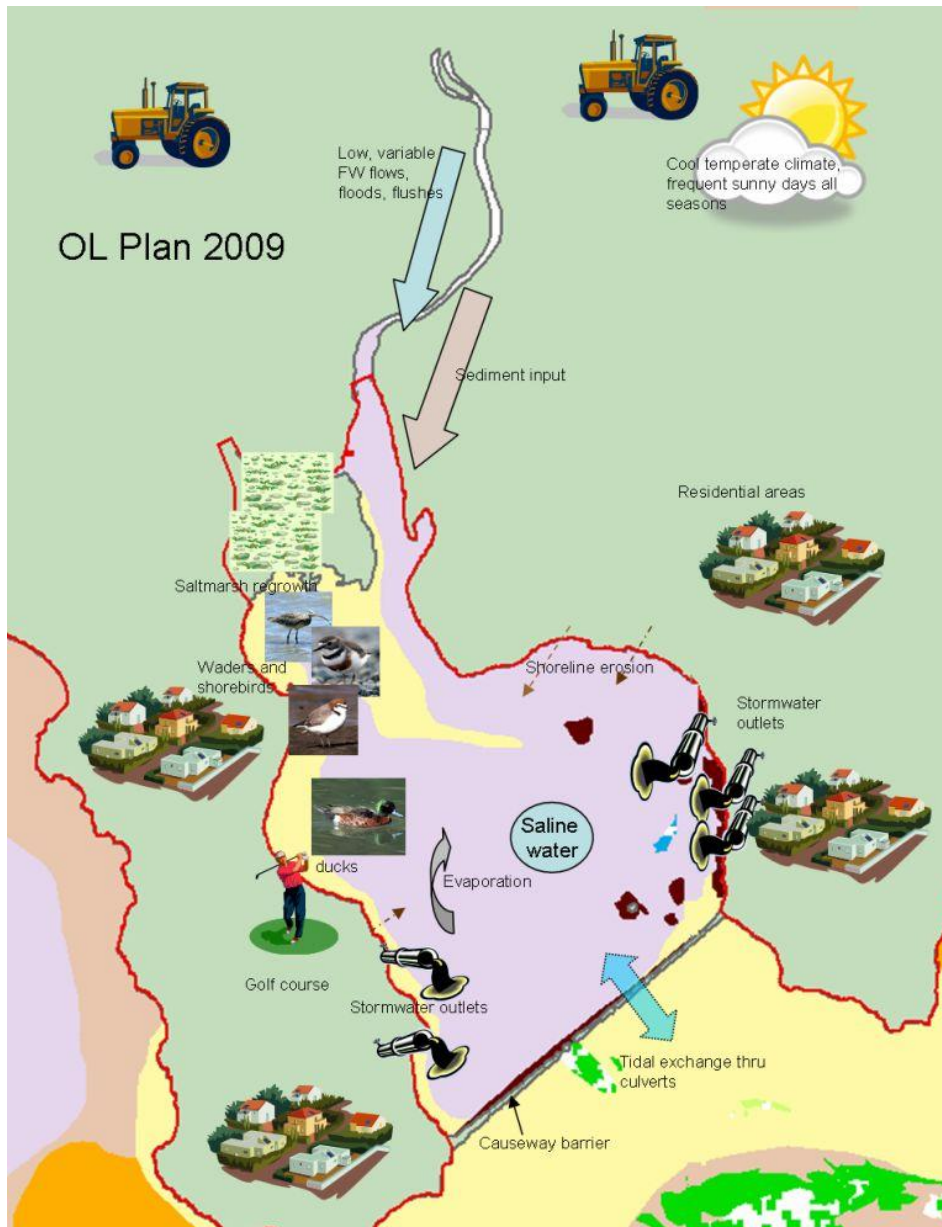 Low, variable
FW flows,
floods, flushes
Cool temperate climate,
frequent sunny days all
seasons
OL Plan 2009
Sediment input
Residential areas
Saltmarsh regrowth
Waders and
shorebirds
Shoreline erosion
Stormwater
outlets
Saline
water
ducks
Evaporation
Golf course
Stormwater outlets
Tidal exchange thru
culverts
Causeway barrier